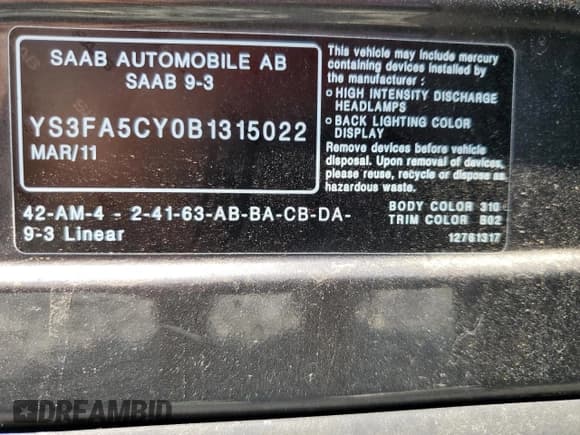 SAAB AUTOMOBILE AB
SAAB 9-3
YS3FA5CY0B1315022
MAR/11
This vehicle may include mercury
containing devices installed by
the manufacturer :
HIGH INTENSITY DISCHARGE
HEADLAMPS
BACK LIGHTING COLOR
DISPLAY
Remove devices before vehicle
disposal. Upon removal of devices,
please reuse, recycle or dispose as
hazardous waste.
42-AM-4 - 2-41-63-AB-BA-CB-DA-
9-3 Linear
BODY COLOR 310
TRIM COLOR B02
12761317
DREAMBID